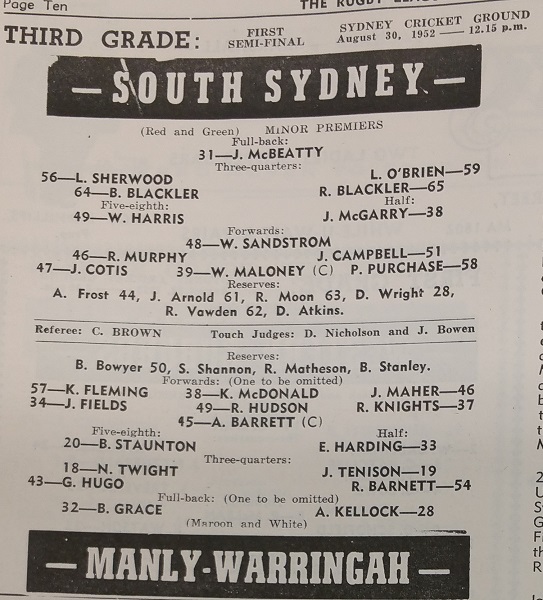 Page Ten
THE RUGBY
THIRD GRADE:
FIRST
SEMI-FINAL
SYDNEY CRICKET GROUND
August 30, 1952 — 12.15 p.m.
— SOUTH SYDNEY —
(Red and Green) MINOR PREMIERS
Full-back:
31—J. McBEATTY
Three-quarters:
56—L. SHERWOOD L. O'BRIEN—59
64—B. BLACKLER R. BLACKLER—65
Five-eighth: Half:
49—W. HARRIS J. McGARRY—38
Forwards:
48—W. SANDSTROM
46—R. MURPHY J. CAMPBELL—51
47—J. COTIS 39—W. MALONEY (C) P. PURCHASE—58
Reserves:
A. Frost 44, J. Arnold 61, R. Moon 63, D. Wright 28,
R. Vawden 62, D. Atkins.
Referee: C. BROWN Touch Judges: D. Nicholson and J. Bowen
Reserves:
B. Bowyer 50, S. Shannon, R. Matheson, B. Stanley.
Forwards: (One to be omitted)
57—K. FLEMING 38—K. McDONALD J. MAHER—46
34—J. FIELDS 49—R. HUDSON R. KNIGHTS—37
45—A. BARRETT (C)
Five-eighth: Half:
20—B. STAUNTON E. HARDING—33
Three-quarters:
18—N. TWIGHT J. TENISON—19
43—G. HUGO R. BARNETT—54
Full-back: (One to be omitted)
32—B. GRACE A. KELLOCK—28
(Maroon and White)
— MANLY-WARRINGAH —